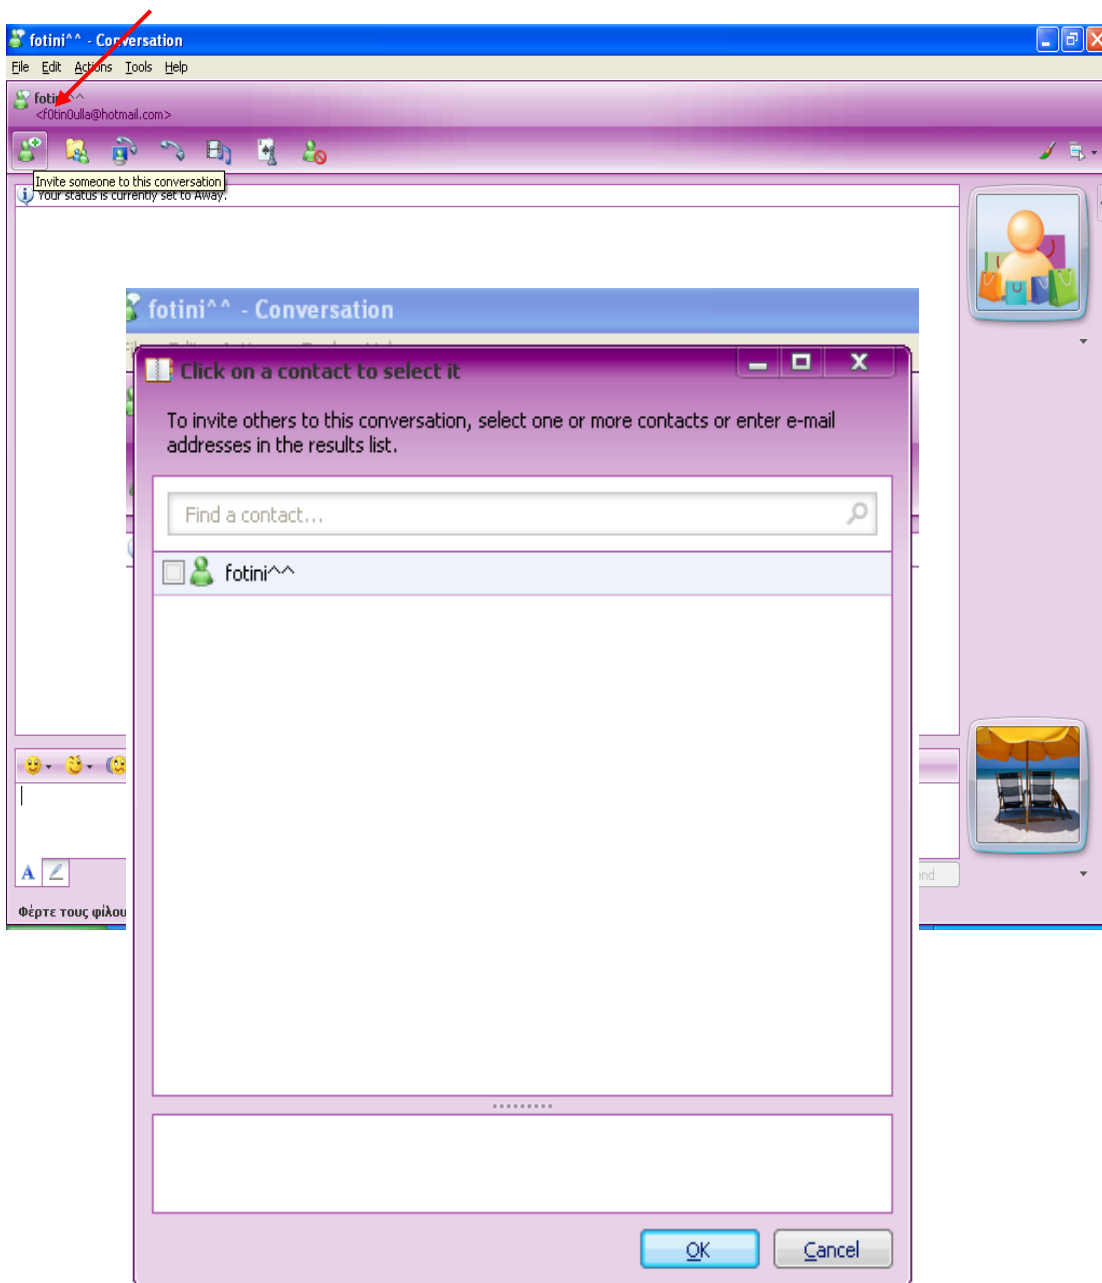 fotini^^ - Conversation
File Edit Actions Tools Help
fotini^^
<f0tin0ulla@hotmail.com>
Invite someone to this conversation
Your status is currently set to Away.
fotini^^ - Conversation
Click on a contact to select it
To invite others to this conversation, select one or more contacts or enter e-mail
addresses in the results list.
Find a contact...
fotini^^
A
Φέρτε τους φίλου
OK Cancel